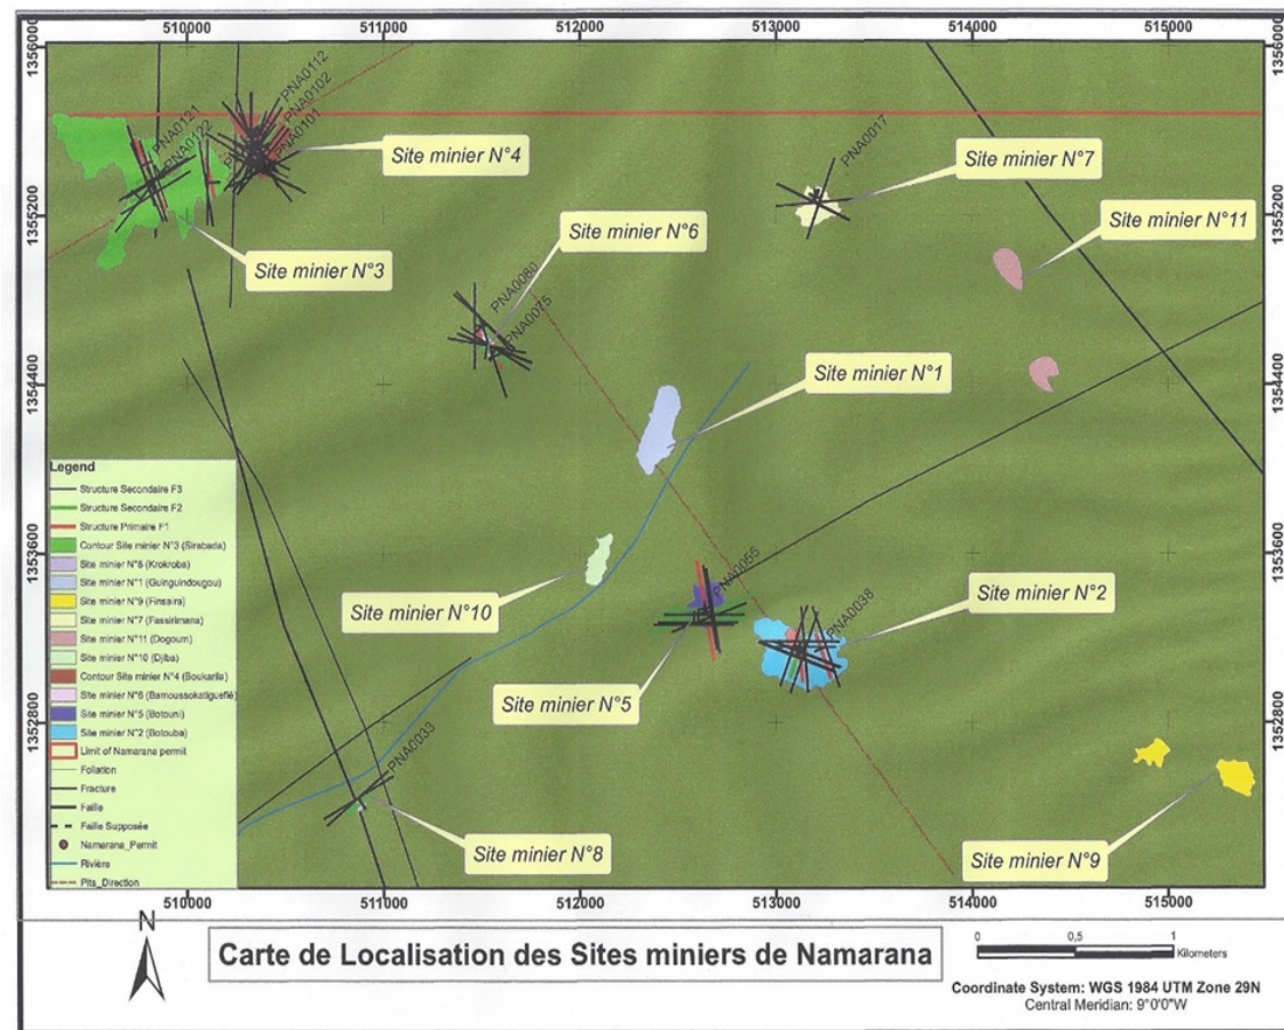 510000 511000 512000 513000 514000 515000
1356000 1356000
PNA0112
PNA0102
PNA0101
PNA0121
PNA0122
PNA0017
Site minier N°4
Site minier N°7
1355200 1355200
Site minier N°6
Site minier N°11
Site minier N°3
PNA0080
PNA0075
1354400 1354400
Site minier N°1
Legend
Structure Secondaire F3
Structure Secondaire F2
Structure Primaire F1
Contour Site minier N°3 (Sirabada)
Site minier N°8 (Krokroba)
Site minier N°1 (Guinguindougou)
Site minier N°9 (Finsaira)
Site minier N°7 (Fassirimana)
Site minier N°11 (Dogoum)
Site minier N°10 (Djiba)
Contour Site minier N°4 (Boukarila)
Site minier N°6 (Bamoussokatiguefië)
Site minier N°5 (Botouni)
Site minier N°2 (Botouba)
Limit of Namarana permit
Foliation
Fracture
Faille
Faille Supposée
Namarana_Permit
Rivière
Pits_Direction
1353600 1353600
PNA0055
Site minier N°10
Site minier N°2
PNA0038
Site minier N°5
1352800 1352800
PNA0033
Site minier N°8
Site minier N°9
510000 511000 512000 513000 514000 515000
N
Carte de Localisation des Sites miniers de Namarana
0 0,5 1
Kilometers
Coordinate System: WGS 1984 UTM Zone 29N
Central Meridian: 9°0'0"W